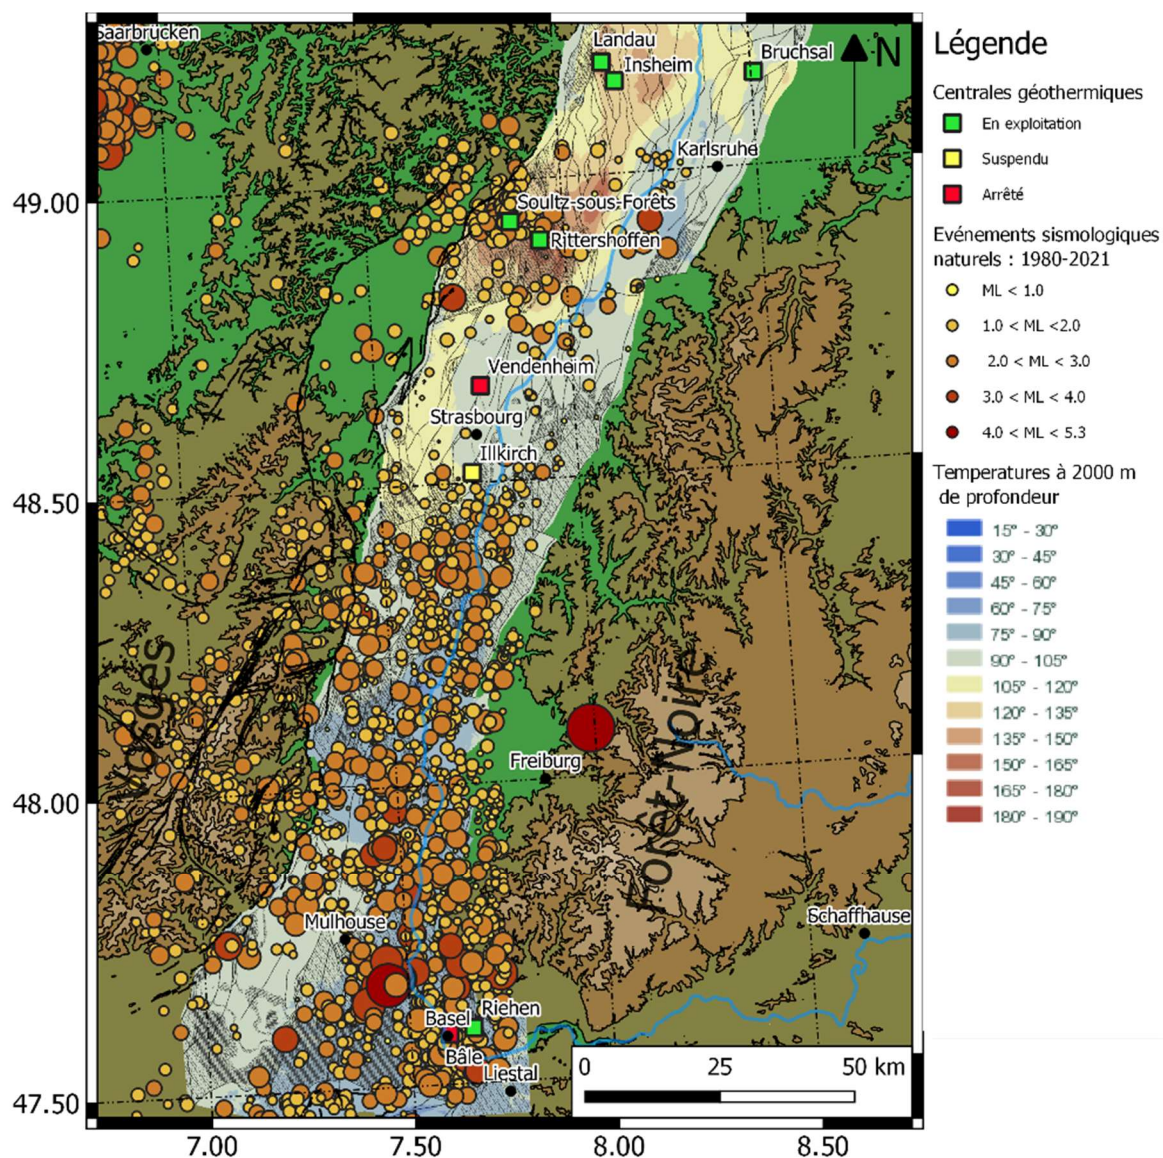 Saarbrücken
Landau
Insheim
Bruchsal
N
Karlsruhe
49.00
Soultz-sous-Forêts
Rittershoffen
Vendenheim
Strasbourg
Illkirch
48.50
Vosges
Forêt-Noire
Freiburg
48.00
Mulhouse
Schaffhause
Riehen
Basel
Bâle
Liestal
0 25 50 km
47.50
7.00 7.50 8.00 8.50
Légende
Centrales géothermiques
En exploitation
Suspendu
Arrêté
Evénements sismologiques
naturels : 1980-2021
ML < 1.0
1.0 < ML <2.0
2.0 < ML < 3.0
3.0 < ML < 4.0
4.0 < ML < 5.3
Temperatures à 2000 m
de profondeur
15° - 30°
30° - 45°
45° - 60°
60° - 75°
75° - 90°
90° - 105°
105° - 120°
120° - 135°
135° - 150°
150° - 165°
165° - 180°
180° - 190°